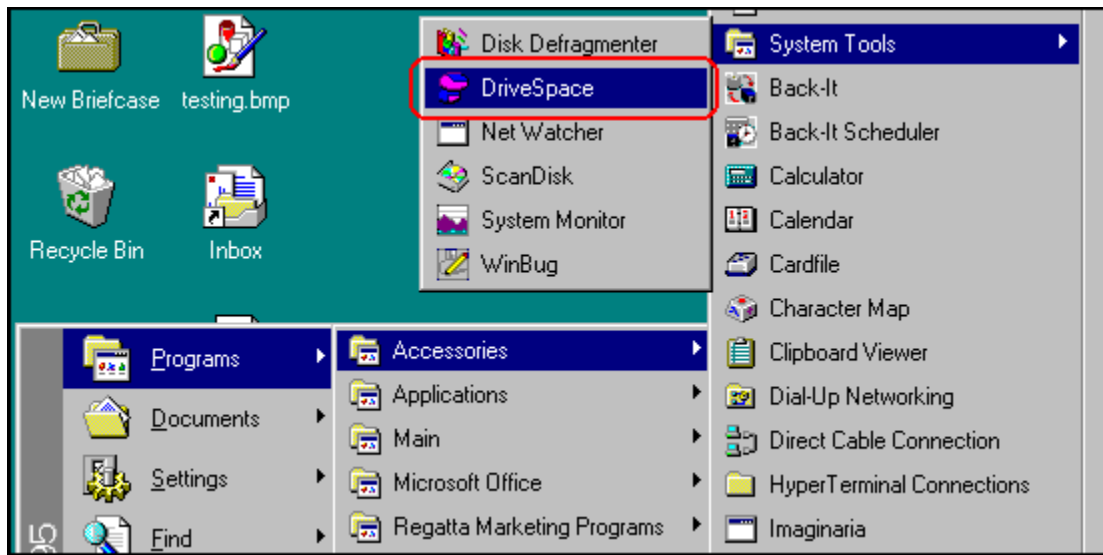 New Briefcase
testing.bmp
Recycle Bin
Inbox
Programs
Documents
Settings
Find
95
Accessories
Applications
Main
Microsoft Office
Regatta Marketing Programs
Disk Defragmenter
DriveSpace
Net Watcher
ScanDisk
System Monitor
WinBug
System Tools
Back-It
Back-It Scheduler
Calculator
Calendar
Cardfile
Character Map
Clipboard Viewer
Dial-Up Networking
Direct Cable Connection
HyperTerminal Connections
Imaginaria